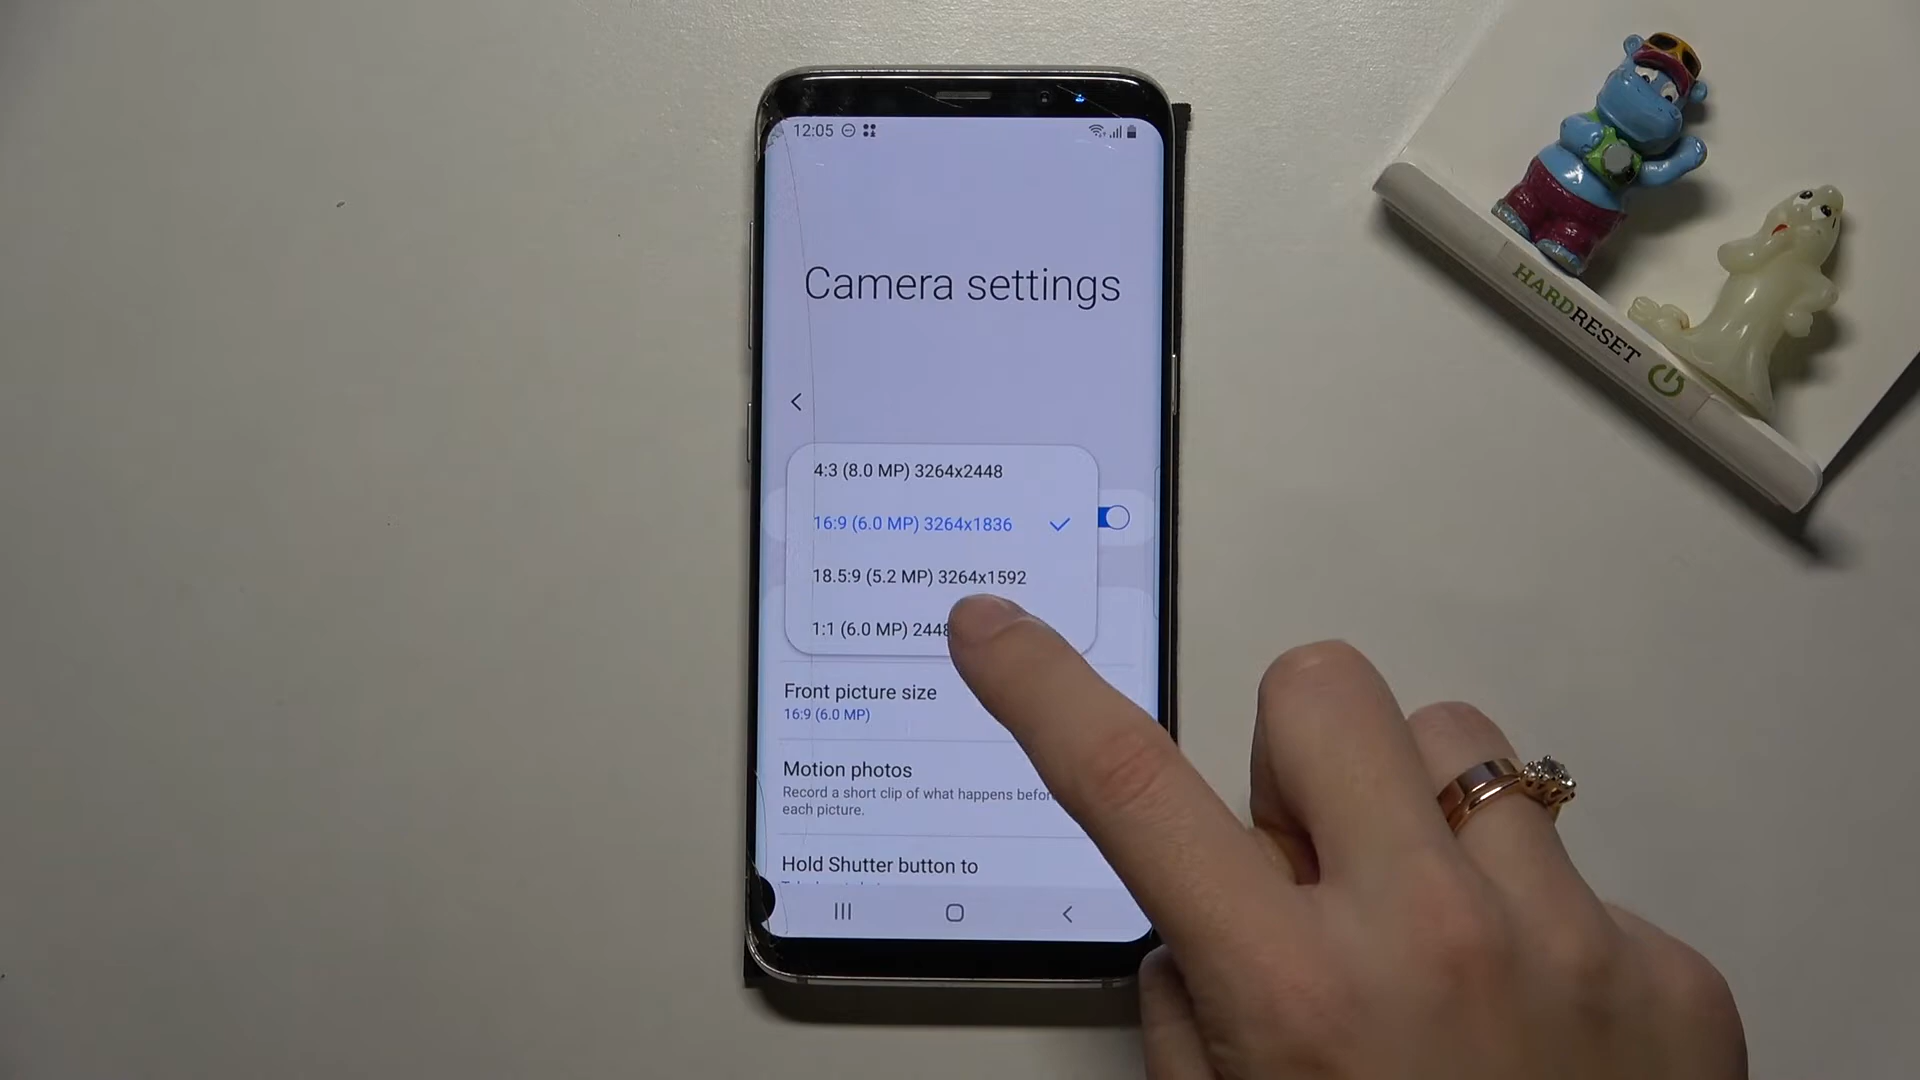 12:05
Camera settings
4:3 (8.0 MP) 3264x2448
16:9 (6.0 MP) 3264x1836
18.5:9 (5.2 MP) 3264x1592
1:1 (6.0 MP)
Front picture size
16:9 (6.0 MP)
Motion photos
Record a short clip of what happens
each picture.
Hold Shutter button to
HARDRESET